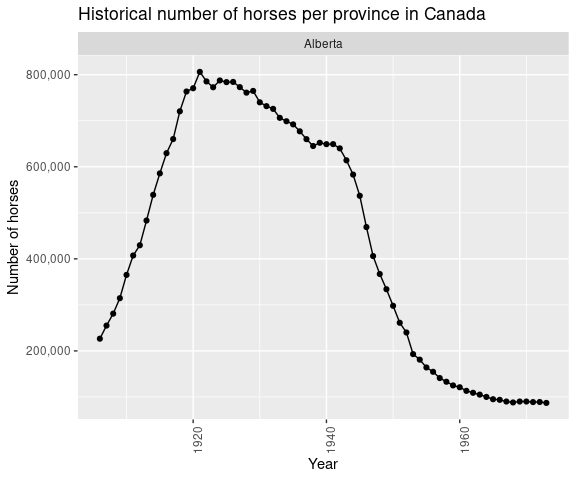 Historical number of horses per province in Canada
Alberta
800,000
600,000
400,000
200,000
Number of horses
1920
1940
1960
Year